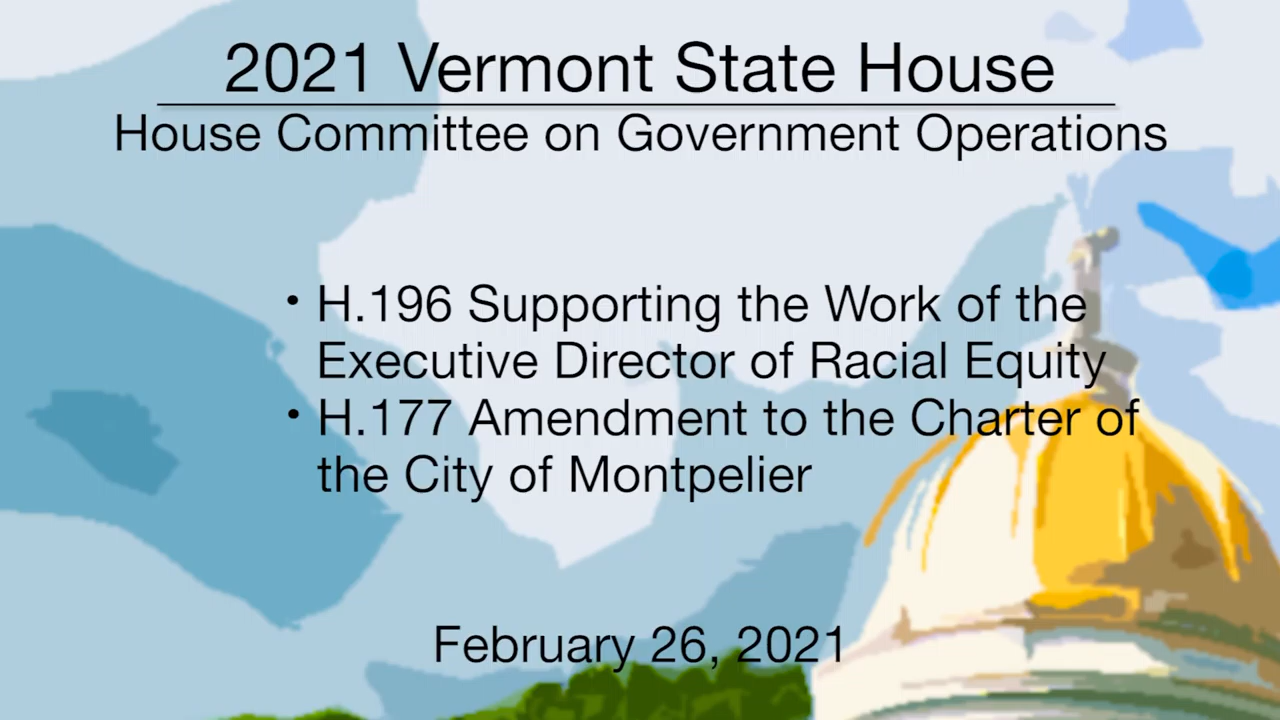 2021 Vermont State House
House Committee on Government Operations
• H.196 Supporting the Work of the
Executive Director of Racial Equity
• H.177 Amendment to the Charter of
the City of Montpelier
February 26, 2021